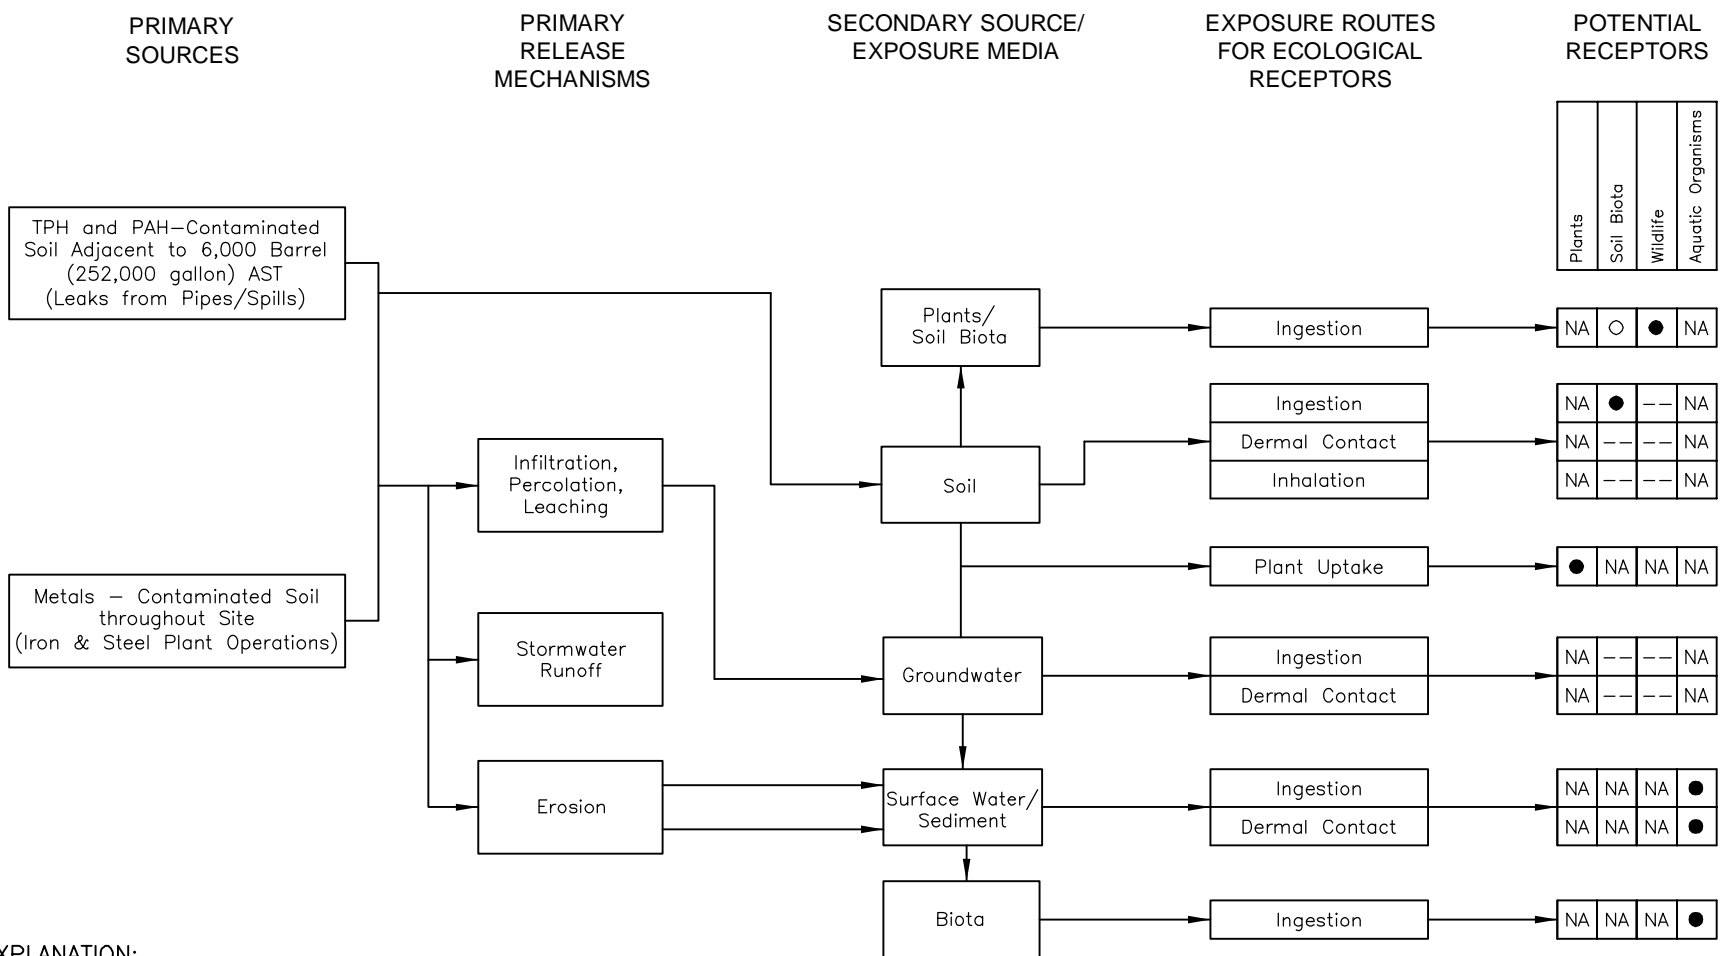 PRIMARY
SOURCES
PRIMARY
RELEASE
MECHANISMS
SECONDARY SOURCE/
EXPOSURE MEDIA
EXPOSURE ROUTES
FOR ECOLOGICAL
RECEPTORS
POTENTIAL
RECEPTORS
Plants
Soil Biota
Wildlife
Aquatic Organisms
TPH and PAH-Contaminated
Soil Adjacent to 6,000 Barrel
(252,000 gallon) AST
(Leaks from Pipes/Spills)
Metals - Contaminated Soil
throughout Site
(Iron & Steel Plant Operations)
Infiltration,
Percolation,
Leaching
Stormwater
Runoff
Erosion
Plants/
Soil Biota
Soil
Groundwater
Surface Water/
Sediment
Biota
Ingestion
NA ○ ● NA
Ingestion
NA ● -- NA
Dermal Contact
NA -- -- NA
Inhalation
NA -- -- NA
Plant Uptake
● NA NA NA
Ingestion
NA -- -- NA
Dermal Contact
NA -- -- NA
Ingestion
NA NA NA ●
Dermal Contact
NA NA NA ●
Ingestion
NA NA NA ●
XPLANATION: